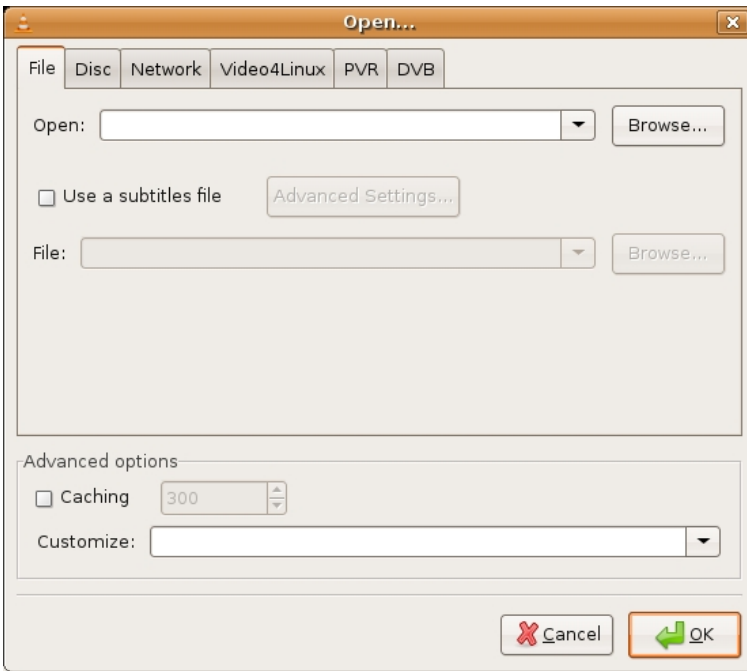 Open...
File Disc Network Video4Linux PVR DVB
Open: Browse...
Use a subtitles file Advanced Settings...
File: Browse...
Advanced options
Caching 300
Customize:
Cancel OK